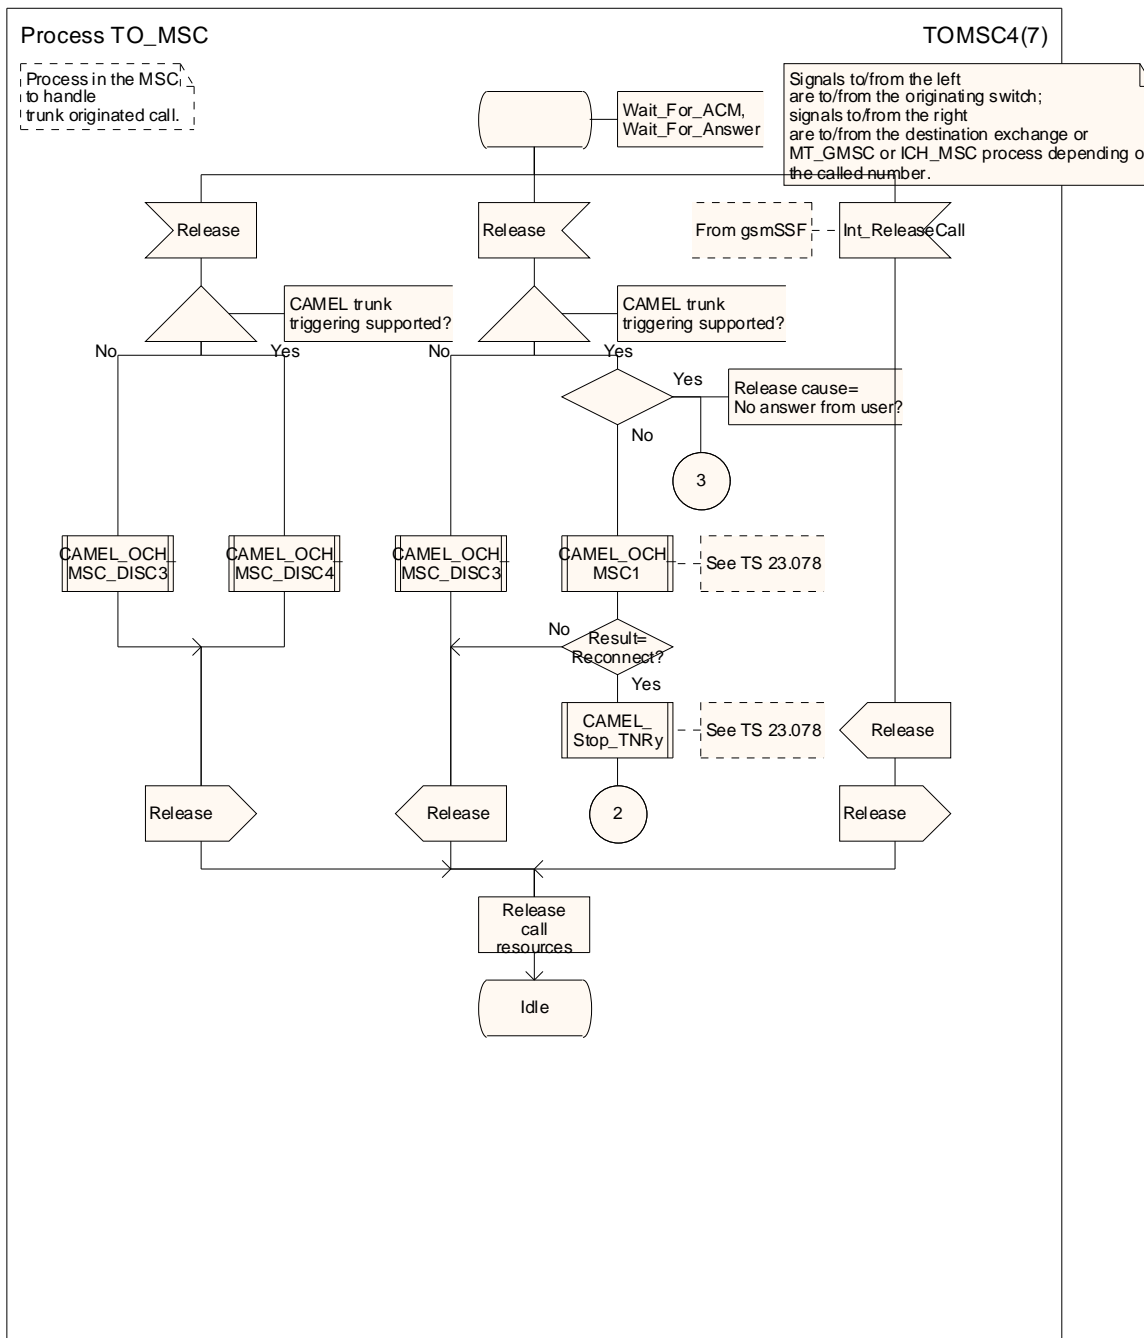 Process TO_MSC
TOMSC4(7)
Process in the MSC
to handle
trunk originated call.
Signals to/from the left
are to/from the originating switch;
signals to/from the right
are to/from the destination exchange or
MT_GMSC or ICH_MSC process depending o
the called number.
Wait_For_ACM,
Wait_For_Answer
Release
Release
From gsmSSF
Int_ReleaseCall
CAMEL trunk
triggering supported?
CAMEL trunk
triggering supported?
No
Yes
No
Yes
Yes
Release cause=
No answer from user?
No
3
CAMEL_OCH_
MSC_DISC3
CAMEL_OCH_
MSC_DISC4
CAMEL_OCH_
MSC_DISC3
CAMEL_OCH_
MSC1
See TS 23.078
No
Result=
Reconnect?
Yes
CAMEL_
Stop_TNRy
See TS 23.078
Release
Release
Release
2
Release
Release
call
resources
Idle